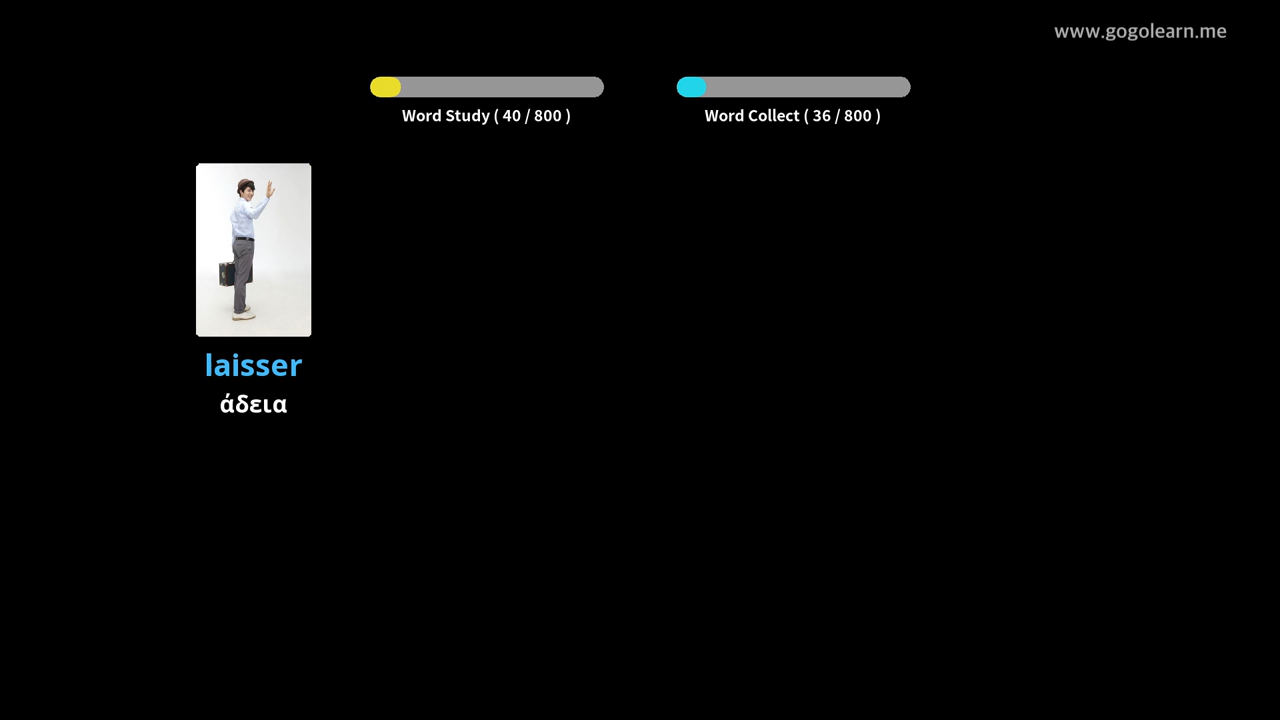 www.gogolearn.me
Word Study ( 40 / 800 )
Word Collect ( 36 / 800 )
laisser
άδεια